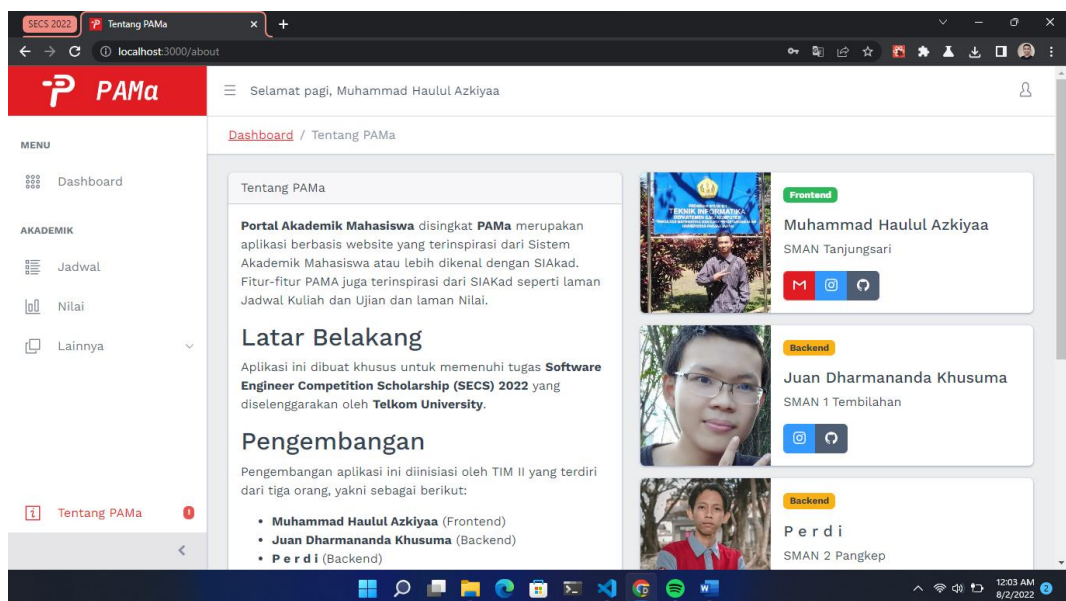 SECS 2022
Tentang PAMa
localhost:3000/about
PAMa
Selamat pagi, Muhammad Haulul Azkiyaa
MENU
Dashboard
AKADEMIK
Jadwal
Nilai
Lainnya
Tentang PAMa
Dashboard / Tentang PAMa
Tentang PAMa
Portal Akademik Mahasiswa disingkat PAMa merupakan
aplikasi berbasis website yang terinspirasi dari Sistem
Akademik Mahasiswa atau lebih dikenal dengan SIAkad.
Fitur-fitur PAMA juga terinspirasi dari SIAKad seperti laman
Jadwal Kuliah dan Ujian dan laman Nilai.
Latar Belakang
Aplikasi ini dibuat khusus untuk memenuhi tugas Software
Engineer Competition Scholarship (SECS) 2022 yang
diselenggarakan oleh Telkom University.
Pengembangan
Pengembangan aplikasi ini diinisiasi oleh TIM II yang terdiri
dari tiga orang, yakni sebagai berikut:
• Muhammad Haulul Azkiyaa (Frontend)
• Juan Dharmananda Khusuma (Backend)
• P e r d i (Backend)
TEKNIK INFORMATIKA
Frontend
Muhammad Haulul Azkiyaa
SMAN Tanjungsari
Backend
Juan Dharmananda Khusuma
SMAN 1 Tembilahan
Backend
P e r d i
SMAN 2 Pangkep
12:03 AM
8/2/2022
2